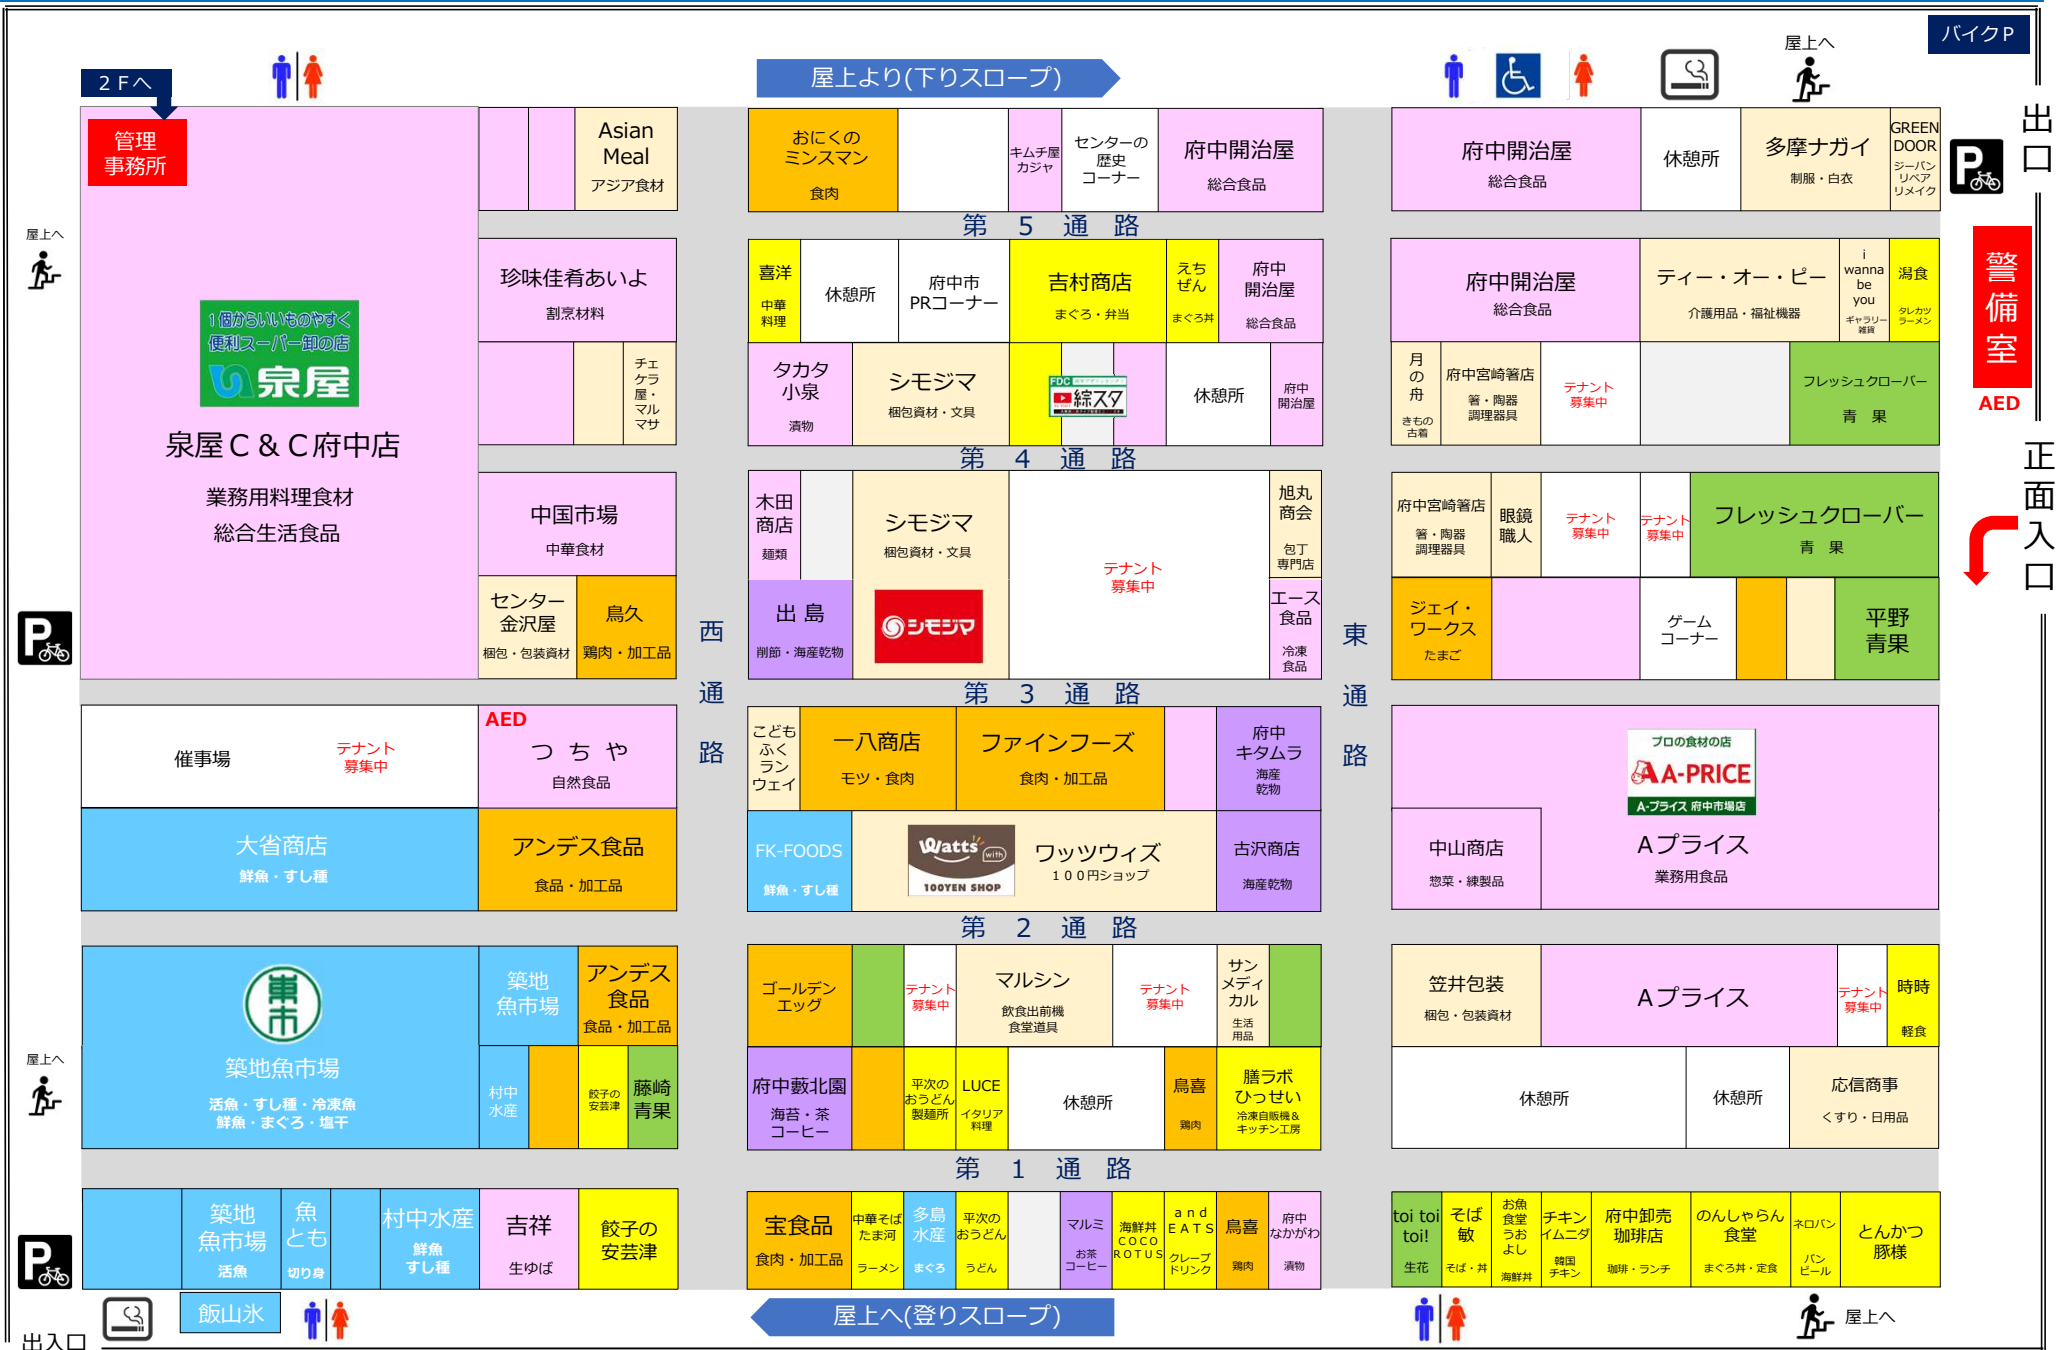 バイクP
2Fへ
屋上より(下りスロープ)
屋上へ
出口
管理
事務所
Asian
Meal
アジア食材
おにくの
ミンスマン
食肉
キムチ屋
カジャ
センターの
歴史
コーナー
府中開治屋
総合食品
府中開治屋
総合食品
休憩所
多摩ナガイ
制服・白衣
GREEN
DOOR
ジーパン
リペア
リメイク
P
第5通路
屋上へ
珍味佳肴あいよ
割烹材料
喜洋
中華
料理
休憩所
府中市
PRコーナー
吉村商店
まぐろ・弁当
えち
ぜん
まぐろ丼
府中
開治屋
総合食品
府中開治屋
総合食品
ティー・オー・ピー
介護用品・福祉機器
i
wanna
be
you
ギャラリー
雑貨
潟食
タレカツ
ラーメン
警備室
AED
1個からいいものやすく
便利スーパー卸の店
泉屋
泉屋C&C府中店
業務用料理食材
総合生活食品
チェ
ケラ
屋・
マル
マサ
タカタ
小泉
漬物
シモジマ
梱包資材・文具
FDC
綜スタ
休憩所
府中
開治屋
月
の
舟
きもの
古着
府中宮崎箸店
箸・陶器
調理器具
テナント
募集中
フレッシュクローバー
青 果
第4通路
正面入口
中国市場
中華食材
木田
商店
麺類
シモジマ
梱包資材・文具
シモジマ
テナント
募集中
旭丸
商会
包丁
専門店
府中宮崎箸店
箸・陶器
調理器具
眼鏡
職人
テナント
募集中
テナント
募集中
フレッシュクローバー
青 果
P
センター
金沢屋
梱包・包装資材
鳥久
鶏肉・加工品
西通路
出島
削節・海産乾物
エース
食品
冷凍
食品
東通路
ジェイ・
ワークス
たまご
ゲーム
コーナー
平野
青果
第3通路
催事場
テナント
募集中
AED
つちや
自然食品
こども
ふく
ラン
ウェイ
一八商店
モツ・食肉
ファインフーズ
食肉・加工品
府中
キタムラ
海産
乾物
プロの食材の店
A-PRICE
A-プライス 府中市場店
Aプライス
業務用食品
中山商店
惣菜・練製品
大省商店
鮮魚・すし種
アンデス食品
食品・加工品
FK-FOODS
鮮魚・すし種
Watts with
100YEN SHOP
ワッツウィズ
100円ショップ
古沢商店
海産乾物
第2通路
東市
築地魚市場
活魚・すし種・冷凍魚
鮮魚・まぐろ・塩干
築地
魚市場
アンデス
食品
食品・加工品
ゴールデン
エッグ
テナント
募集中
マルシン
飲食出前機
食堂道具
テナント
募集中
サン
メディ
カル
生活
用品
笠井包装
梱包・包装資材
Aプライス
テナント
募集中
時時
軽食
屋上へ
村中
水産
餃子の
安芸津
藤崎
青果
府中藪北園
海苔・茶
コーヒー
平次の
おうどん
製麺所
LUCE
イタリア
料理
休憩所
鳥喜
鶏肉
膳ラボ
ひっせい
冷凍自販機&
キッチン工房
休憩所
休憩所
応信商事
くすり・日用品
第1通路
P
築地
魚市場
活魚
魚
とも
切り身
村中水産
鮮魚
すし種
吉祥
生ゆば
餃子の
安芸津
宝食品
食肉・加工品
中華そば
たま河
ラーメン
多島
水産
まぐろ
平次の
おうどん
うどん
マルミ
お茶
コーヒー
海鮮丼
COCO
ROTUS
and
EATS
クレープ
ドリンク
鳥喜
鶏肉
府中
なかがわ
漬物
toi toi
toi!
生花
そば
敏
そば・丼
お魚
食堂
うお
よし
海鮮丼
チキン
イムニダ
韓国
チキン
府中卸売
珈琲店
珈琲・ランチ
のんしゃらん
食堂
まぐろ丼・定食
ネロパン
パン
ビール
とんかつ
豚様
飯山氷
屋上へ(登りスロープ)
屋上へ
出入口